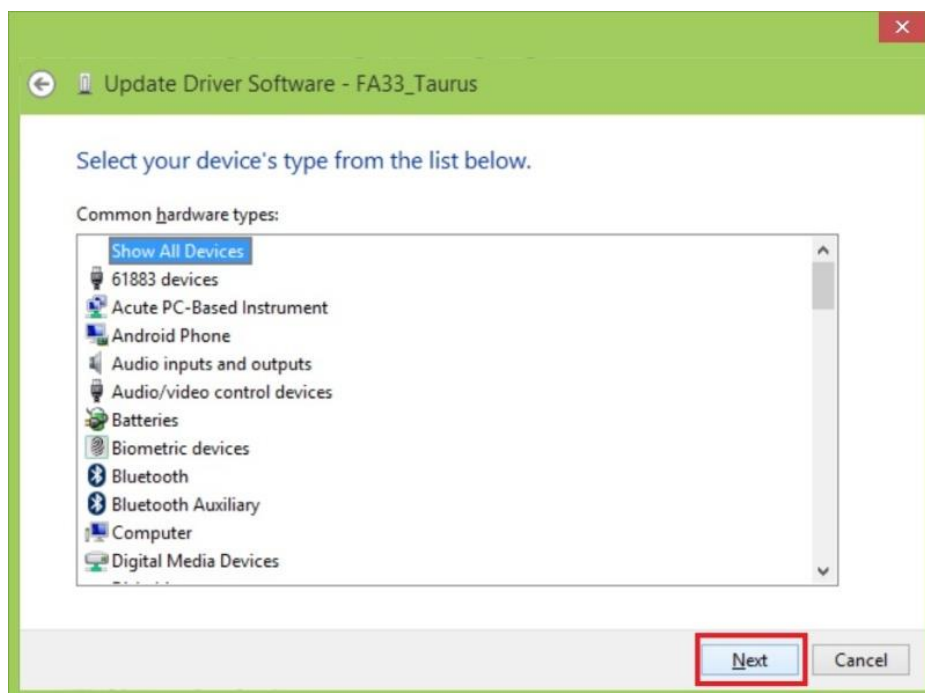 Update Driver Software - FA33_Taurus
Select your device's type from the list below.
Common hardware types:
Show All Devices
61883 devices
Acute PC-Based Instrument
Android Phone
Audio inputs and outputs
Audio/video control devices
Batteries
Biometric devices
Bluetooth
Bluetooth Auxiliary
Computer
Digital Media Devices
Next
Cancel